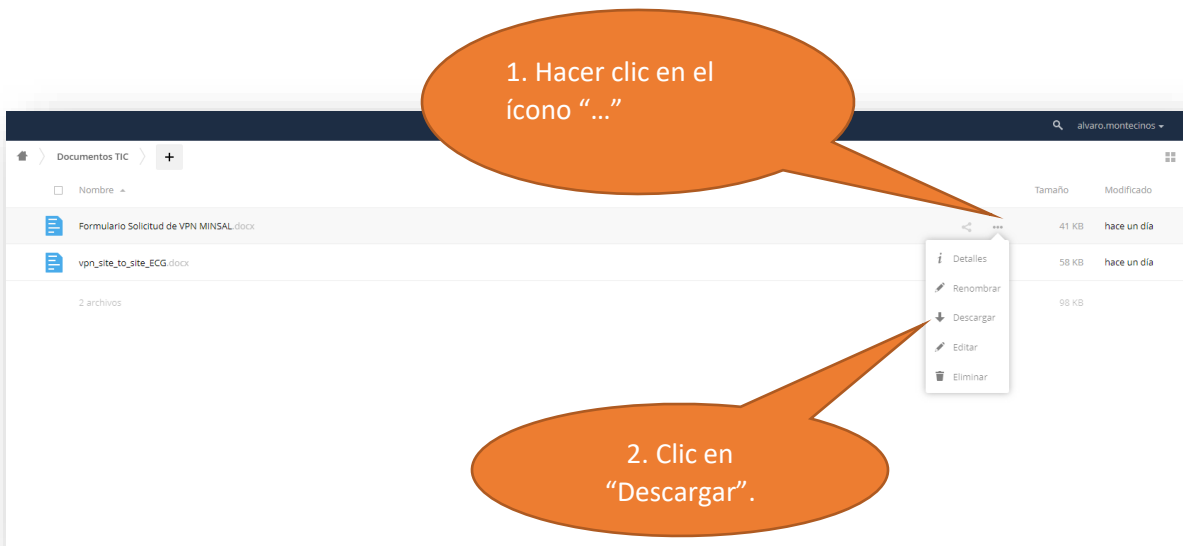 1. Hacer clic en el
ícono “...”
alvaro.montecinos
Documentos TIC
+
Nombre
Tamaño
Modificado
Formulario Solicitud de VPN MINSAL.docx
41 KB
hace un día
vpn_site_to_site_ECG.docx
58 KB
hace un día
2 archivos
98 KB
Detalles
Renombrar
Descargar
Editar
Eliminar
2. Clic en
“Descargar”.